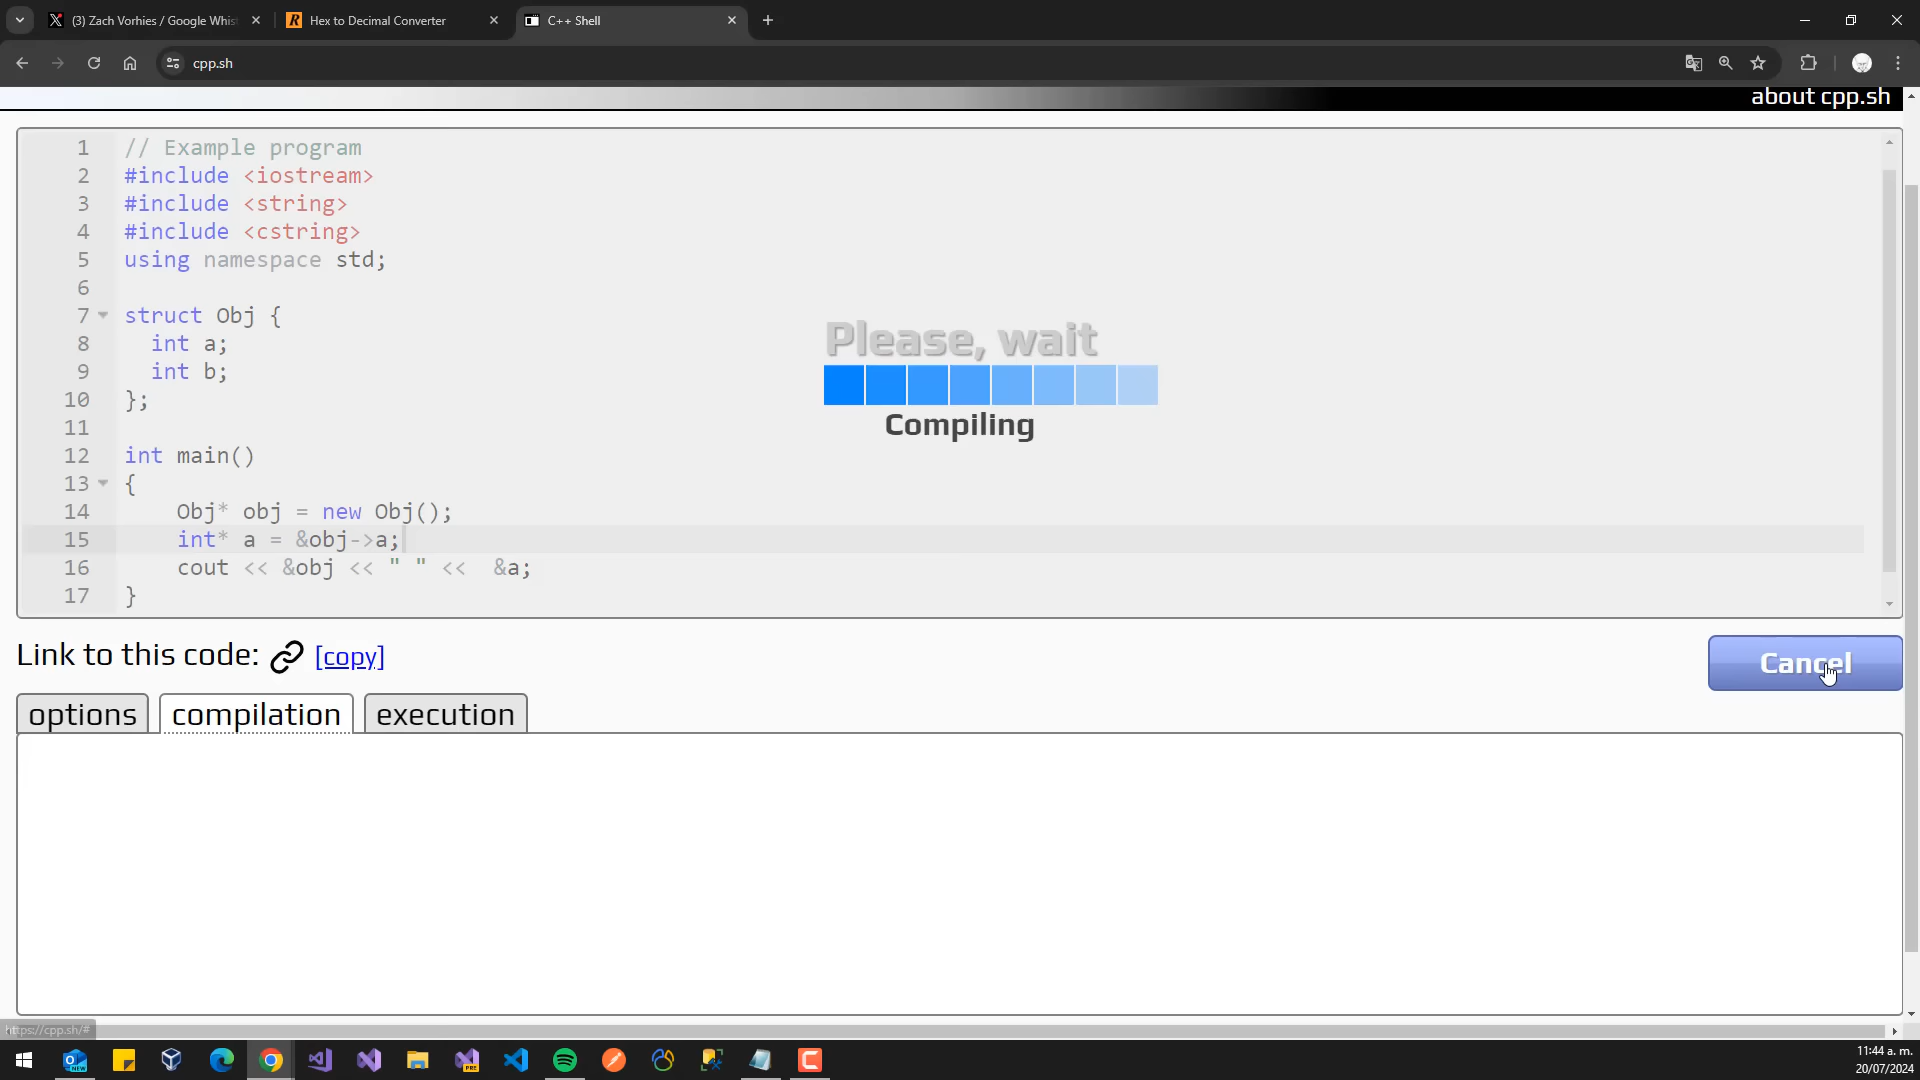 (3) Zach Vorhies / Google Whis
Hex to Decimal Converter
C++ Shell
cpp.sh
about cpp.sh
1 // Example program
2 #include <iostream>
3 #include <string>
4 #include <cstring>
5 using namespace std;
6
7 struct Obj {
8 int a;
9 int b;
10 };
11
12 int main()
13 {
14 Obj* obj = new Obj();
15 int* a = &obj->a;
16 cout << &obj << " " << &a;
17 }
Please, wait
Compiling
Link to this code: [copy]
Cancel
options compilation execution
https://cpp.sh/#
11:44 a. m.
20/07/2024